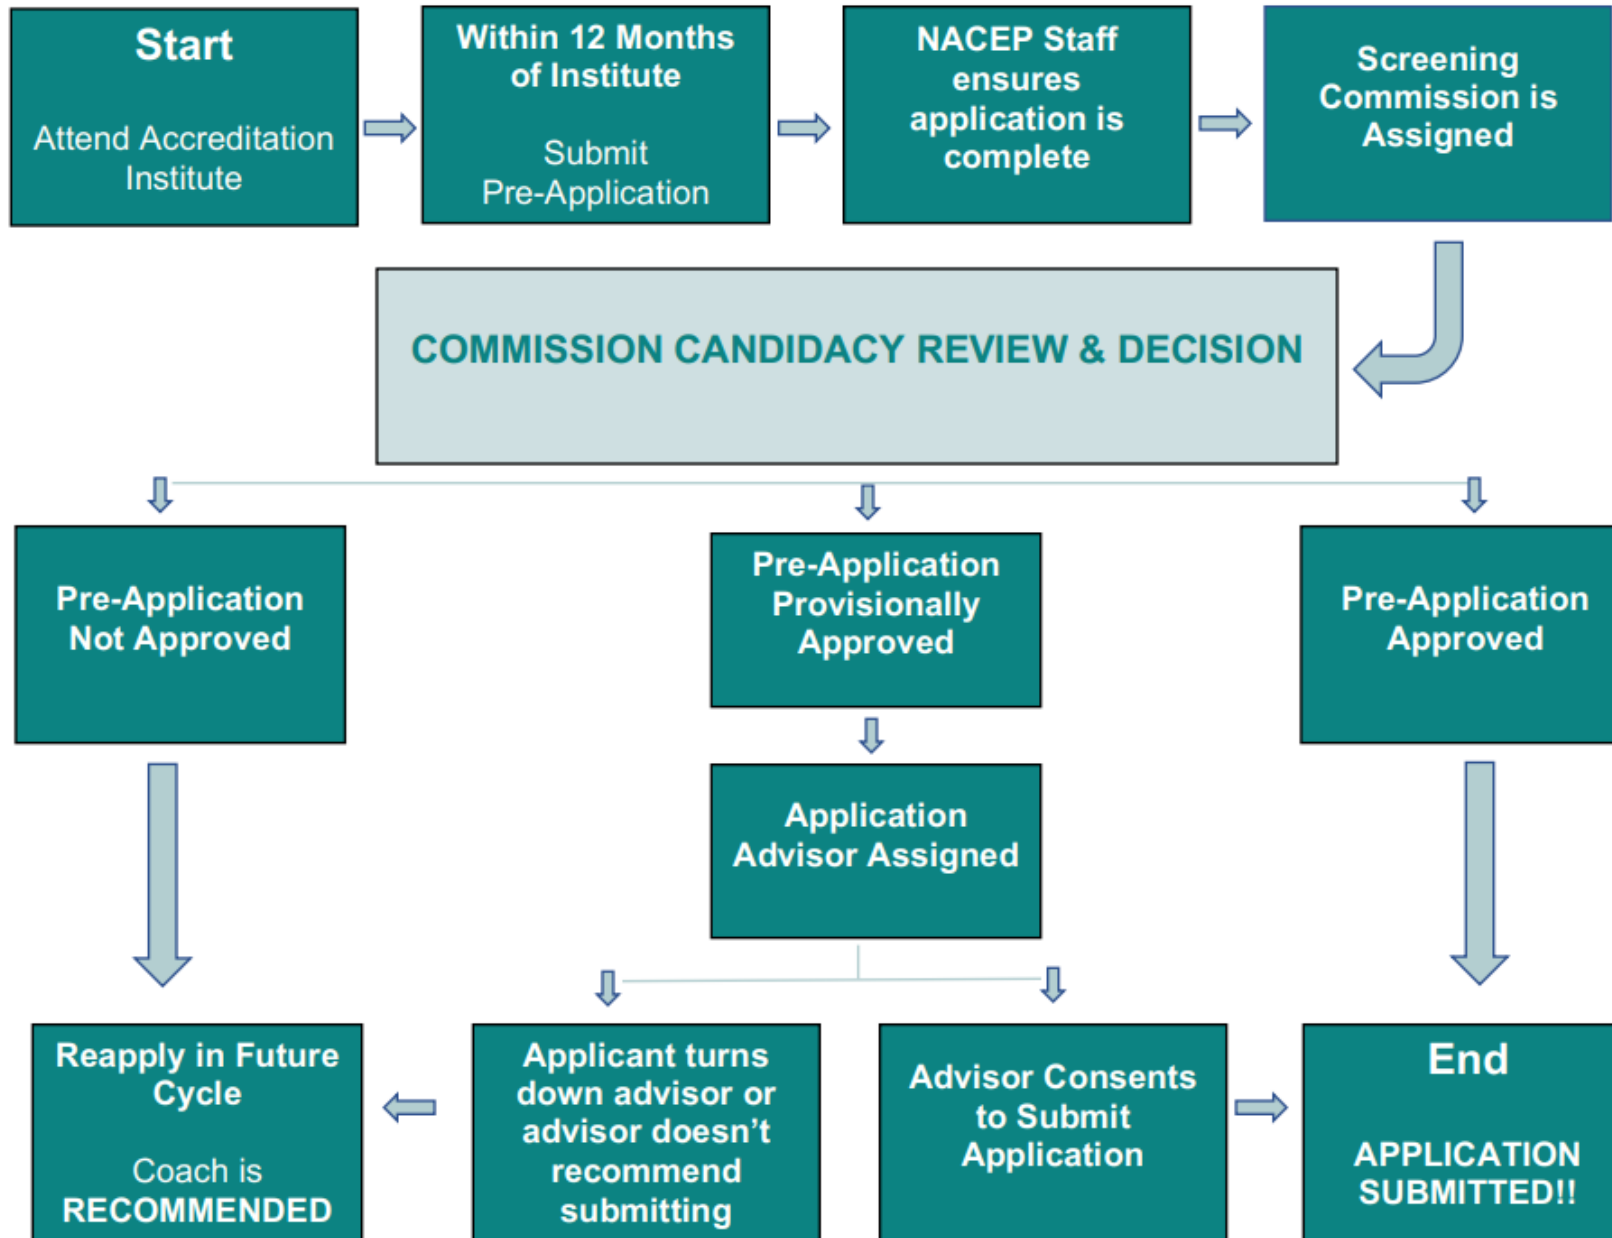 Start
Attend Accreditation
Institute
Within 12 Months
of Institute
Submit
Pre-Application
NACEP Staff
ensures
application is
complete
Screening
Commission is
Assigned
COMMISSION CANDIDACY REVIEW & DECISION
Pre-Application
Not Approved
Pre-Application
Provisionally
Approved
Pre-Application
Approved
Application
Advisor Assigned
Reapply in Future
Cycle
Coach is
RECOMMENDED
Applicant turns
down advisor or
advisor doesn’t
recommend
submitting
Advisor Consents
to Submit
Application
End
APPLICATION
SUBMITTED!!